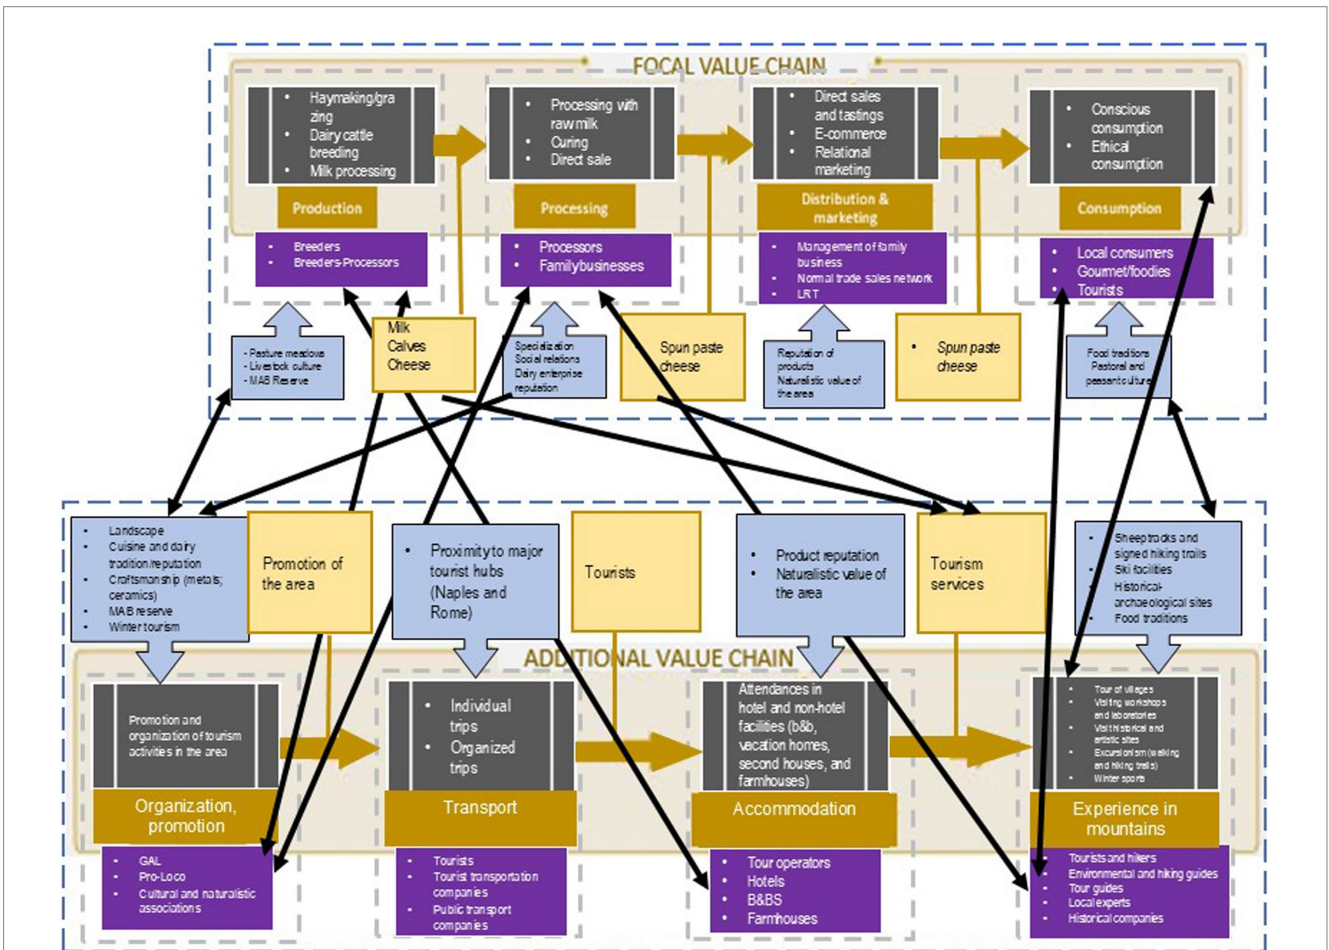 FOCAL VALUE CHAIN
• Haymaking/gra
zing
• Dairy cattle
breeding
• Milk processing
Production
• Breeders
• Breeders-Processors
- Pasture meadows
- Livestock culture
- MAB Reserve
Milk
Calves
Cheese
• Processing with
raw milk
• Curing
• Direct sale
Processing
• Processors
• Family businesses
Specialization
Social relations
Dairy enterprise
reputation
Spun paste
cheese
• Direct sales
and tastings
• E-commerce
• Relational
marketing
Distribution &
marketing
• Management of family
business
• Normal trade sales network
• LRT
Reputation of
products
Naturalistic value of
the area
• Spun paste
cheese
• Conscious
consumption
• Ethical
consumption
Consumption
• Local consumers
• Gourmet/foodies
• Tourists
Food traditions
Pastoral and
peasant culture
• Landscape
• Cuisine and dairy
tradition/reputation
• Craftsmanship (metals;
ceramics)
• MAB reserve
• Winter tourism
Promotion of
the area
• Proximity to major
tourist hubs
(Naples and
Rome)
Tourists
• Product reputation
• Naturalistic value of
the area
Tourism
services
• Sheeptracks and
signed hiking trails
• Ski facilities
• Historical-
archaeological sites
• Food traditions
ADDITIONAL VALUE CHAIN
Promotion and
organization of tourism
activities in the area
Organization,
promotion
• GAL
• Pro-Loco
• Cultural and naturalistic
associations
• Individual
trips
• Organized
trips
Transport
• Tourists
• Tourist transportation
companies
• Public transport
companies
Attendances in
hotel and non-hotel
facilities (b&b,
vacation homes,
second houses, and
farmhouses)
Accommodation
• Tour operators
• Hotels
• B&BS
• Farmhouses
• Tour of villages
• Visiting workshops
and laboratories
• Visit historical and
artistic sites
• Excursionism (walking
and hiking trails)
• Winter sports
Experience in
mountains
• Tourists and hikers
• Environmental and hiking guides
• Tour guides
• Local experts
• Historical companies